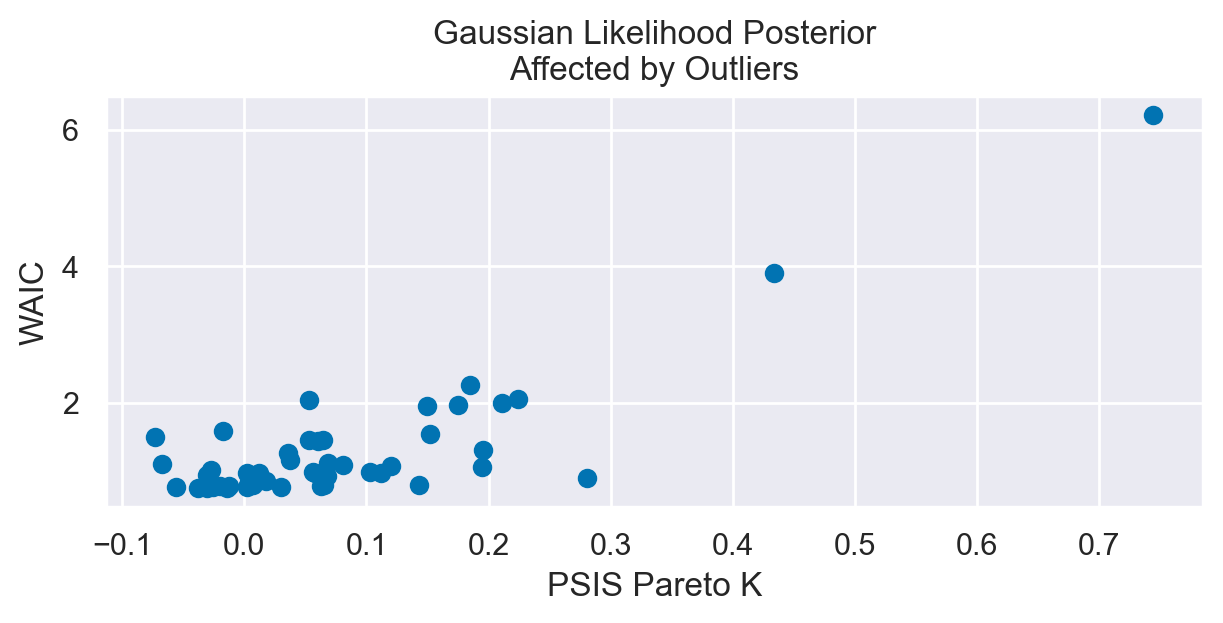 Gaussian Likelihood Posterior
Affected by Outliers
6
4
2
WAIC
−0.1 0.0 0.1 0.2 0.3 0.4 0.5 0.6 0.7
PSIS Pareto K